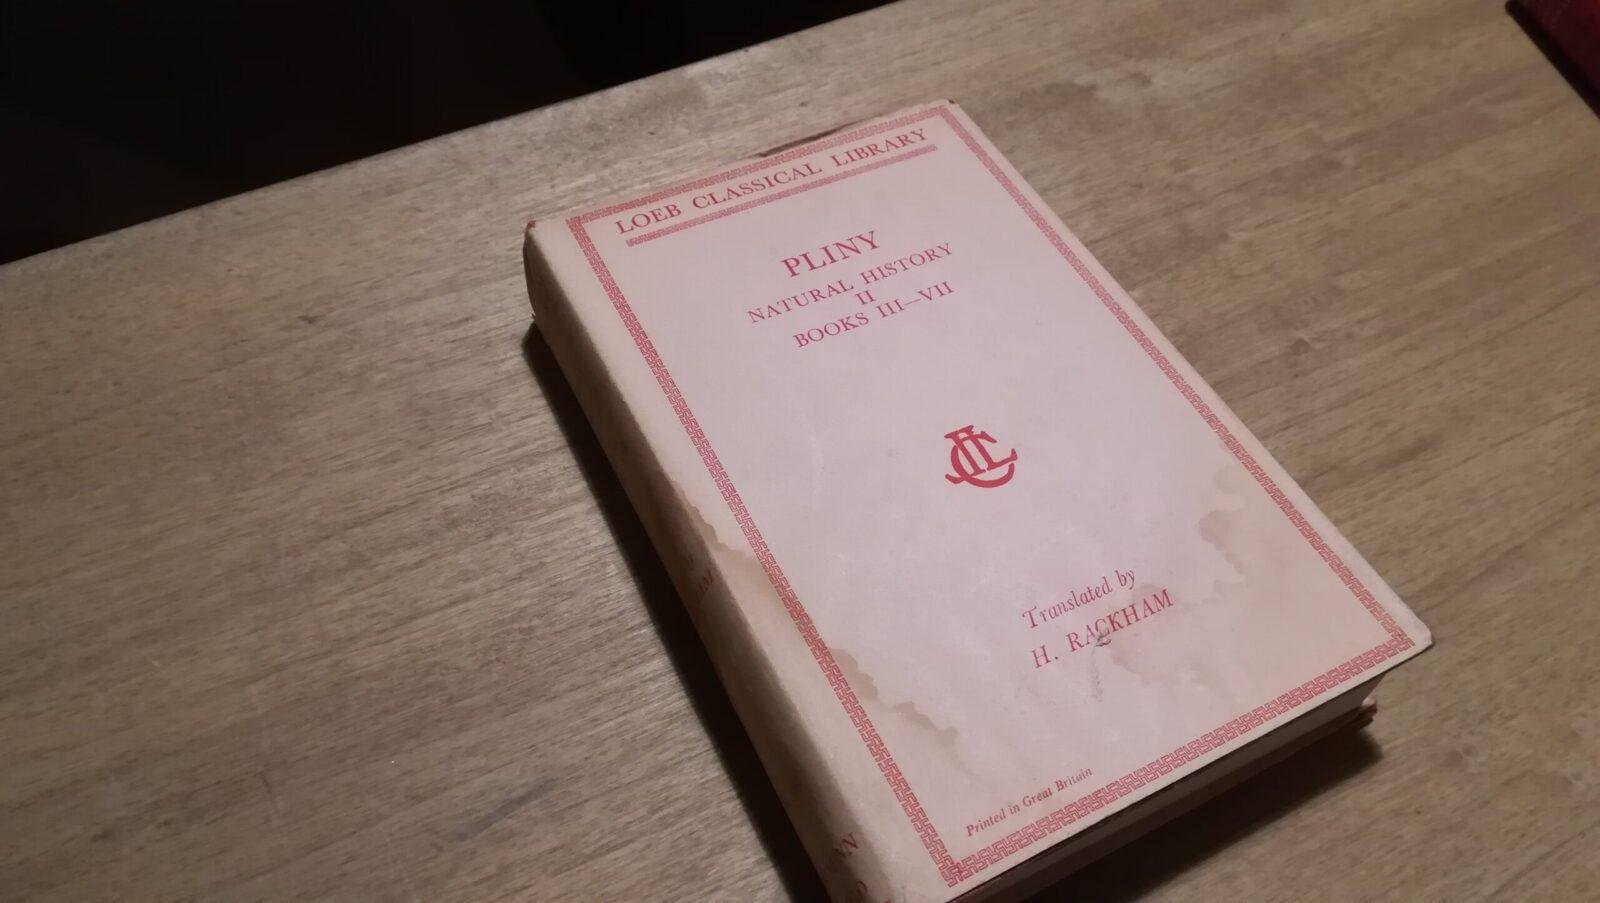 LOEB CLASSICAL LIBRARY
PLINY
NATURAL HISTORY
II
BOOKS III—VII
Translated by
H. RACKHAM
Printed in Great Britain